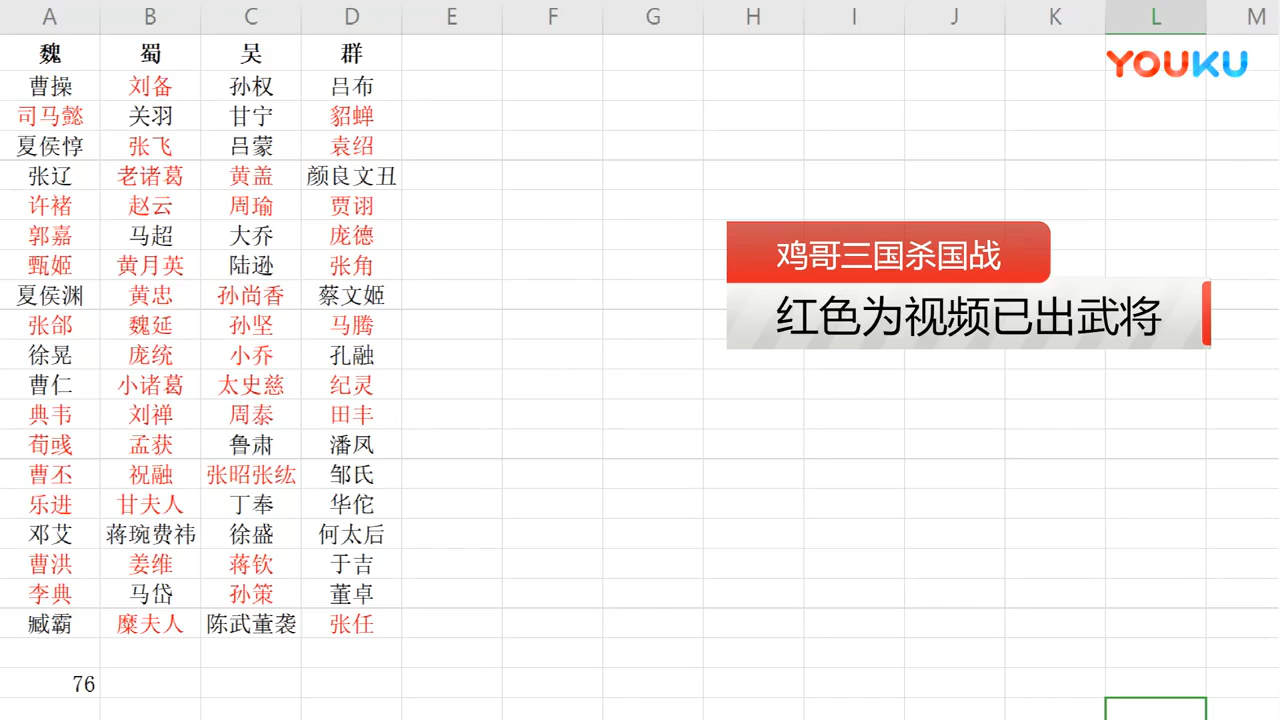 A B C D E F G H I J K L M
魏 蜀 吴 群
YOUKU
曹操 刘备 孙权 吕布
司马懿 关羽 甘宁 貂蝉
夏侯惇 张飞 吕蒙 袁绍
张辽 老诸葛 黄盖 颜良文丑
许褚 赵云 周瑜 贾诩
郭嘉 马超 大乔 庞德
鸡哥三国杀国战
甄姬 黄月英 陆逊 张角
夏侯渊 黄忠 孙尚香 蔡文姬
红色为视频已出武将
张郃 魏延 孙坚 马腾
徐晃 庞统 小乔 孔融
曹仁 小诸葛 太史慈 纪灵
典韦 刘禅 周泰 田丰
荀彧 孟获 鲁肃 潘凤
曹丕 祝融 张昭张纮 邹氏
乐进 甘夫人 丁奉 华佗
邓艾 蒋琬费祎 徐盛 何太后
曹洪 姜维 蒋钦 于吉
李典 马岱 孙策 董卓
臧霸 糜夫人 陈武董袭 张任
76